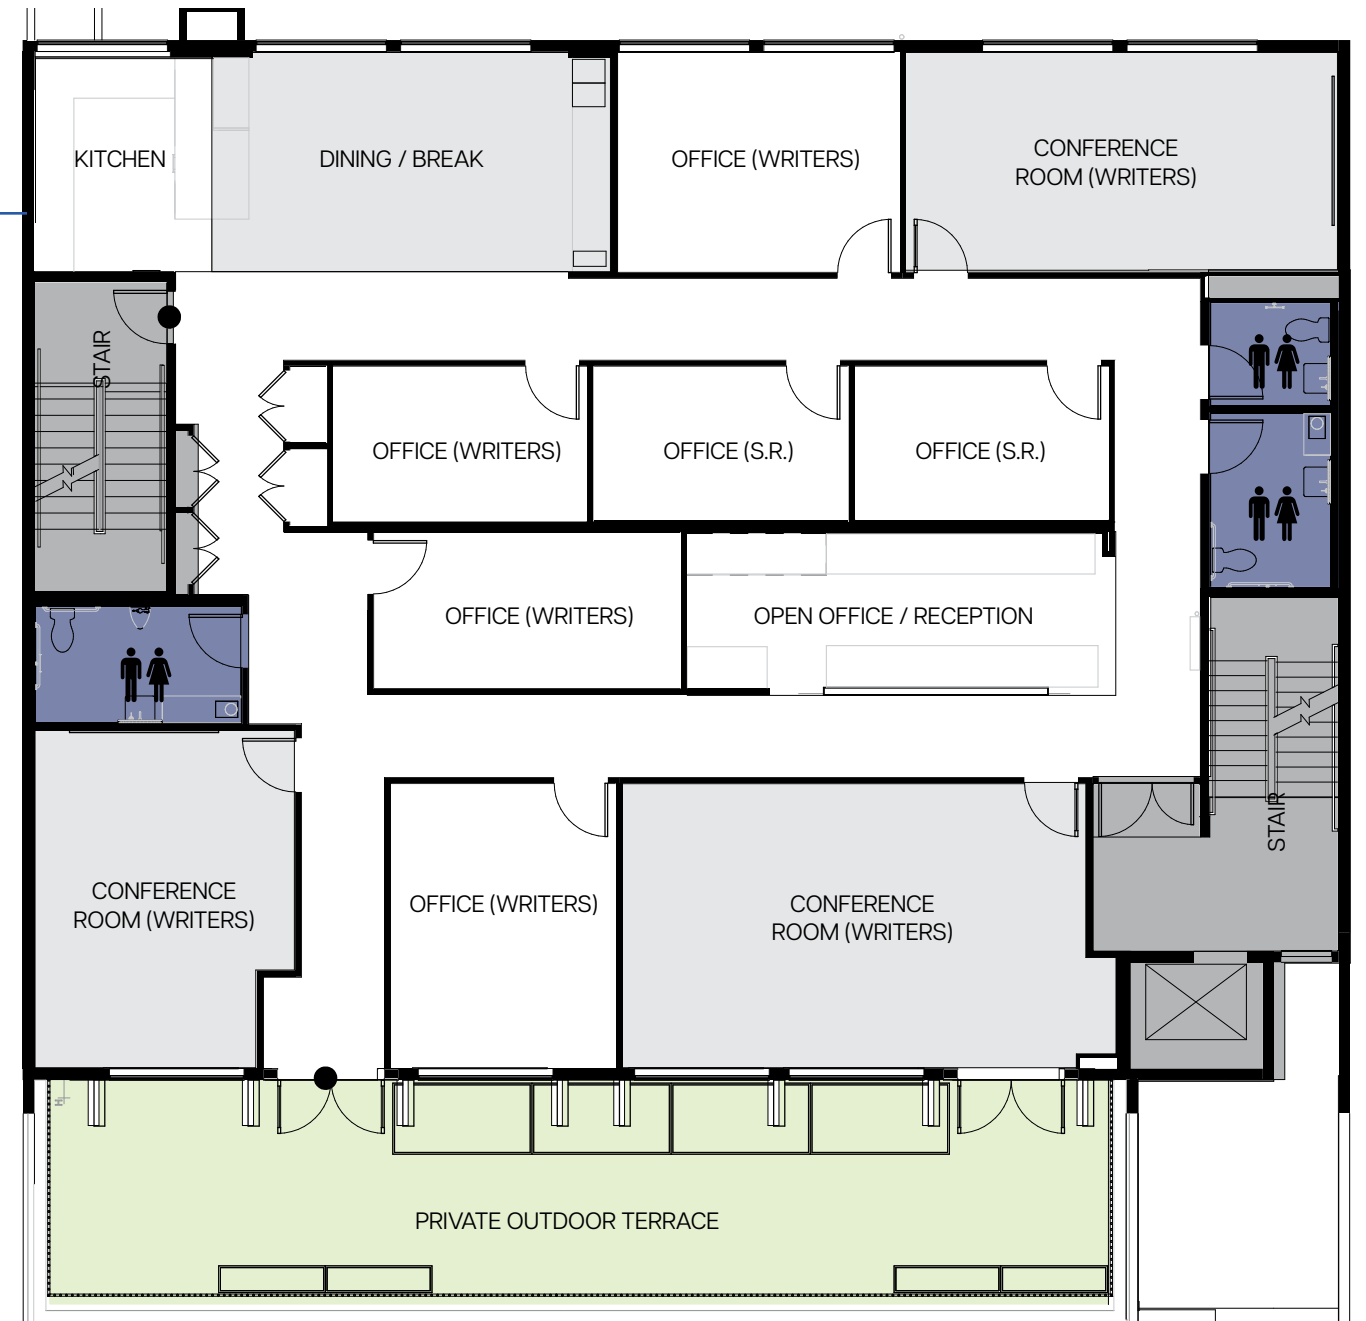 KITCHEN
DINING / BREAK
OFFICE (WRITERS)
CONFERENCE
ROOM (WRITERS)
STAIR
OFFICE (WRITERS)
OFFICE (S.R.)
OFFICE (S.R.)
OFFICE (WRITERS)
OPEN OFFICE / RECEPTION
STAIR
CONFERENCE
ROOM (WRITERS)
OFFICE (WRITERS)
CONFERENCE
ROOM (WRITERS)
PRIVATE OUTDOOR TERRACE